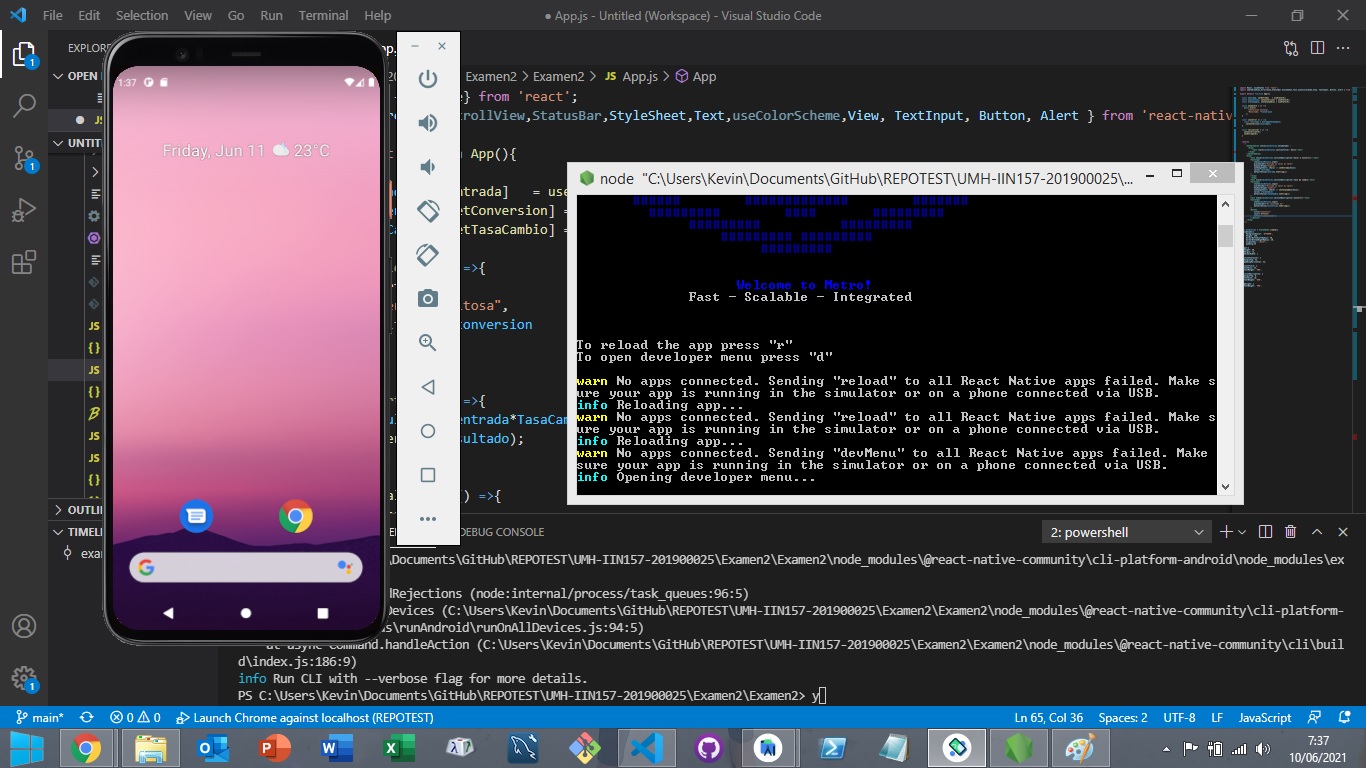 File Edit Selection View Go Run Terminal Help
● App.js - Untitled (Workspace) - Visual Studio Code
EXPLORE
OPEN
UNTIT
JS
OUTLI
TIMEL
exa
Examen2 > Examen2 > JS App.js > App
} from 'react';
rollView,StatusBar,StyleSheet,Text,useColorScheme,View, TextInput, Button, Alert } from 'react-nativ
App(){
ntrada] = use
etConversion] =
etTasaCambio] =
=>{
itosa",
onversion
=>{
entrada*TasaCam
sultado);
) =>{
1:37
Friday, Jun 11 23°C
node "C:\Users\Kevin\Documents\GitHub\REPOTEST\UMH-IIN157-201900025\...
Welcome to Metro!
Fast - Scalable - Integrated
To reload the app press "r"
To open developer menu press "d"
warn No apps connected. Sending "reload" to all React Native apps failed. Make s
ure your app is running in the simulator or on a phone connected via USB.
info Reloading app...
warn No apps connected. Sending "reload" to all React Native apps failed. Make s
ure your app is running in the simulator or on a phone connected via USB.
info Reloading app...
warn No apps connected. Sending "devMenu" to all React Native apps failed. Make
sure your app is running in the simulator or on a phone connected via USB.
info Opening developer menu...
DEBUG CONSOLE
2: powershell
Documents\GitHub\REPOTEST\UMH-IIN157-201900025\Examen2\Examen2\node_modules\@react-native-community\cli-platform-android\node_modules\ex
lRejections (node:internal/process/task_queues:96:5)
Devices (C:\Users\Kevin\Documents\GitHub\REPOTEST\UMH-IIN157-201900025\Examen2\Examen2\node_modules\@react-native-community\cli-platform-
s\runAndroid\runOnAllDevices.js:94:5)
at async Command.handleAction (C:\Users\Kevin\Documents\GitHub\REPOTEST\UMH-IIN157-201900025\Examen2\Examen2\node_modules\@react-native-community\cli\buil
d\index.js:186:9)
info Run CLI with --verbose flag for more details.
PS C:\Users\Kevin\Documents\GitHub\REPOTEST\UMH-IIN157-201900025\Examen2\Examen2> y
main* 0 0 Launch Chrome against localhost (REPOTEST)
Ln 65, Col 36 Spaces: 2 UTF-8 LF JavaScript
7:37
10/06/2021